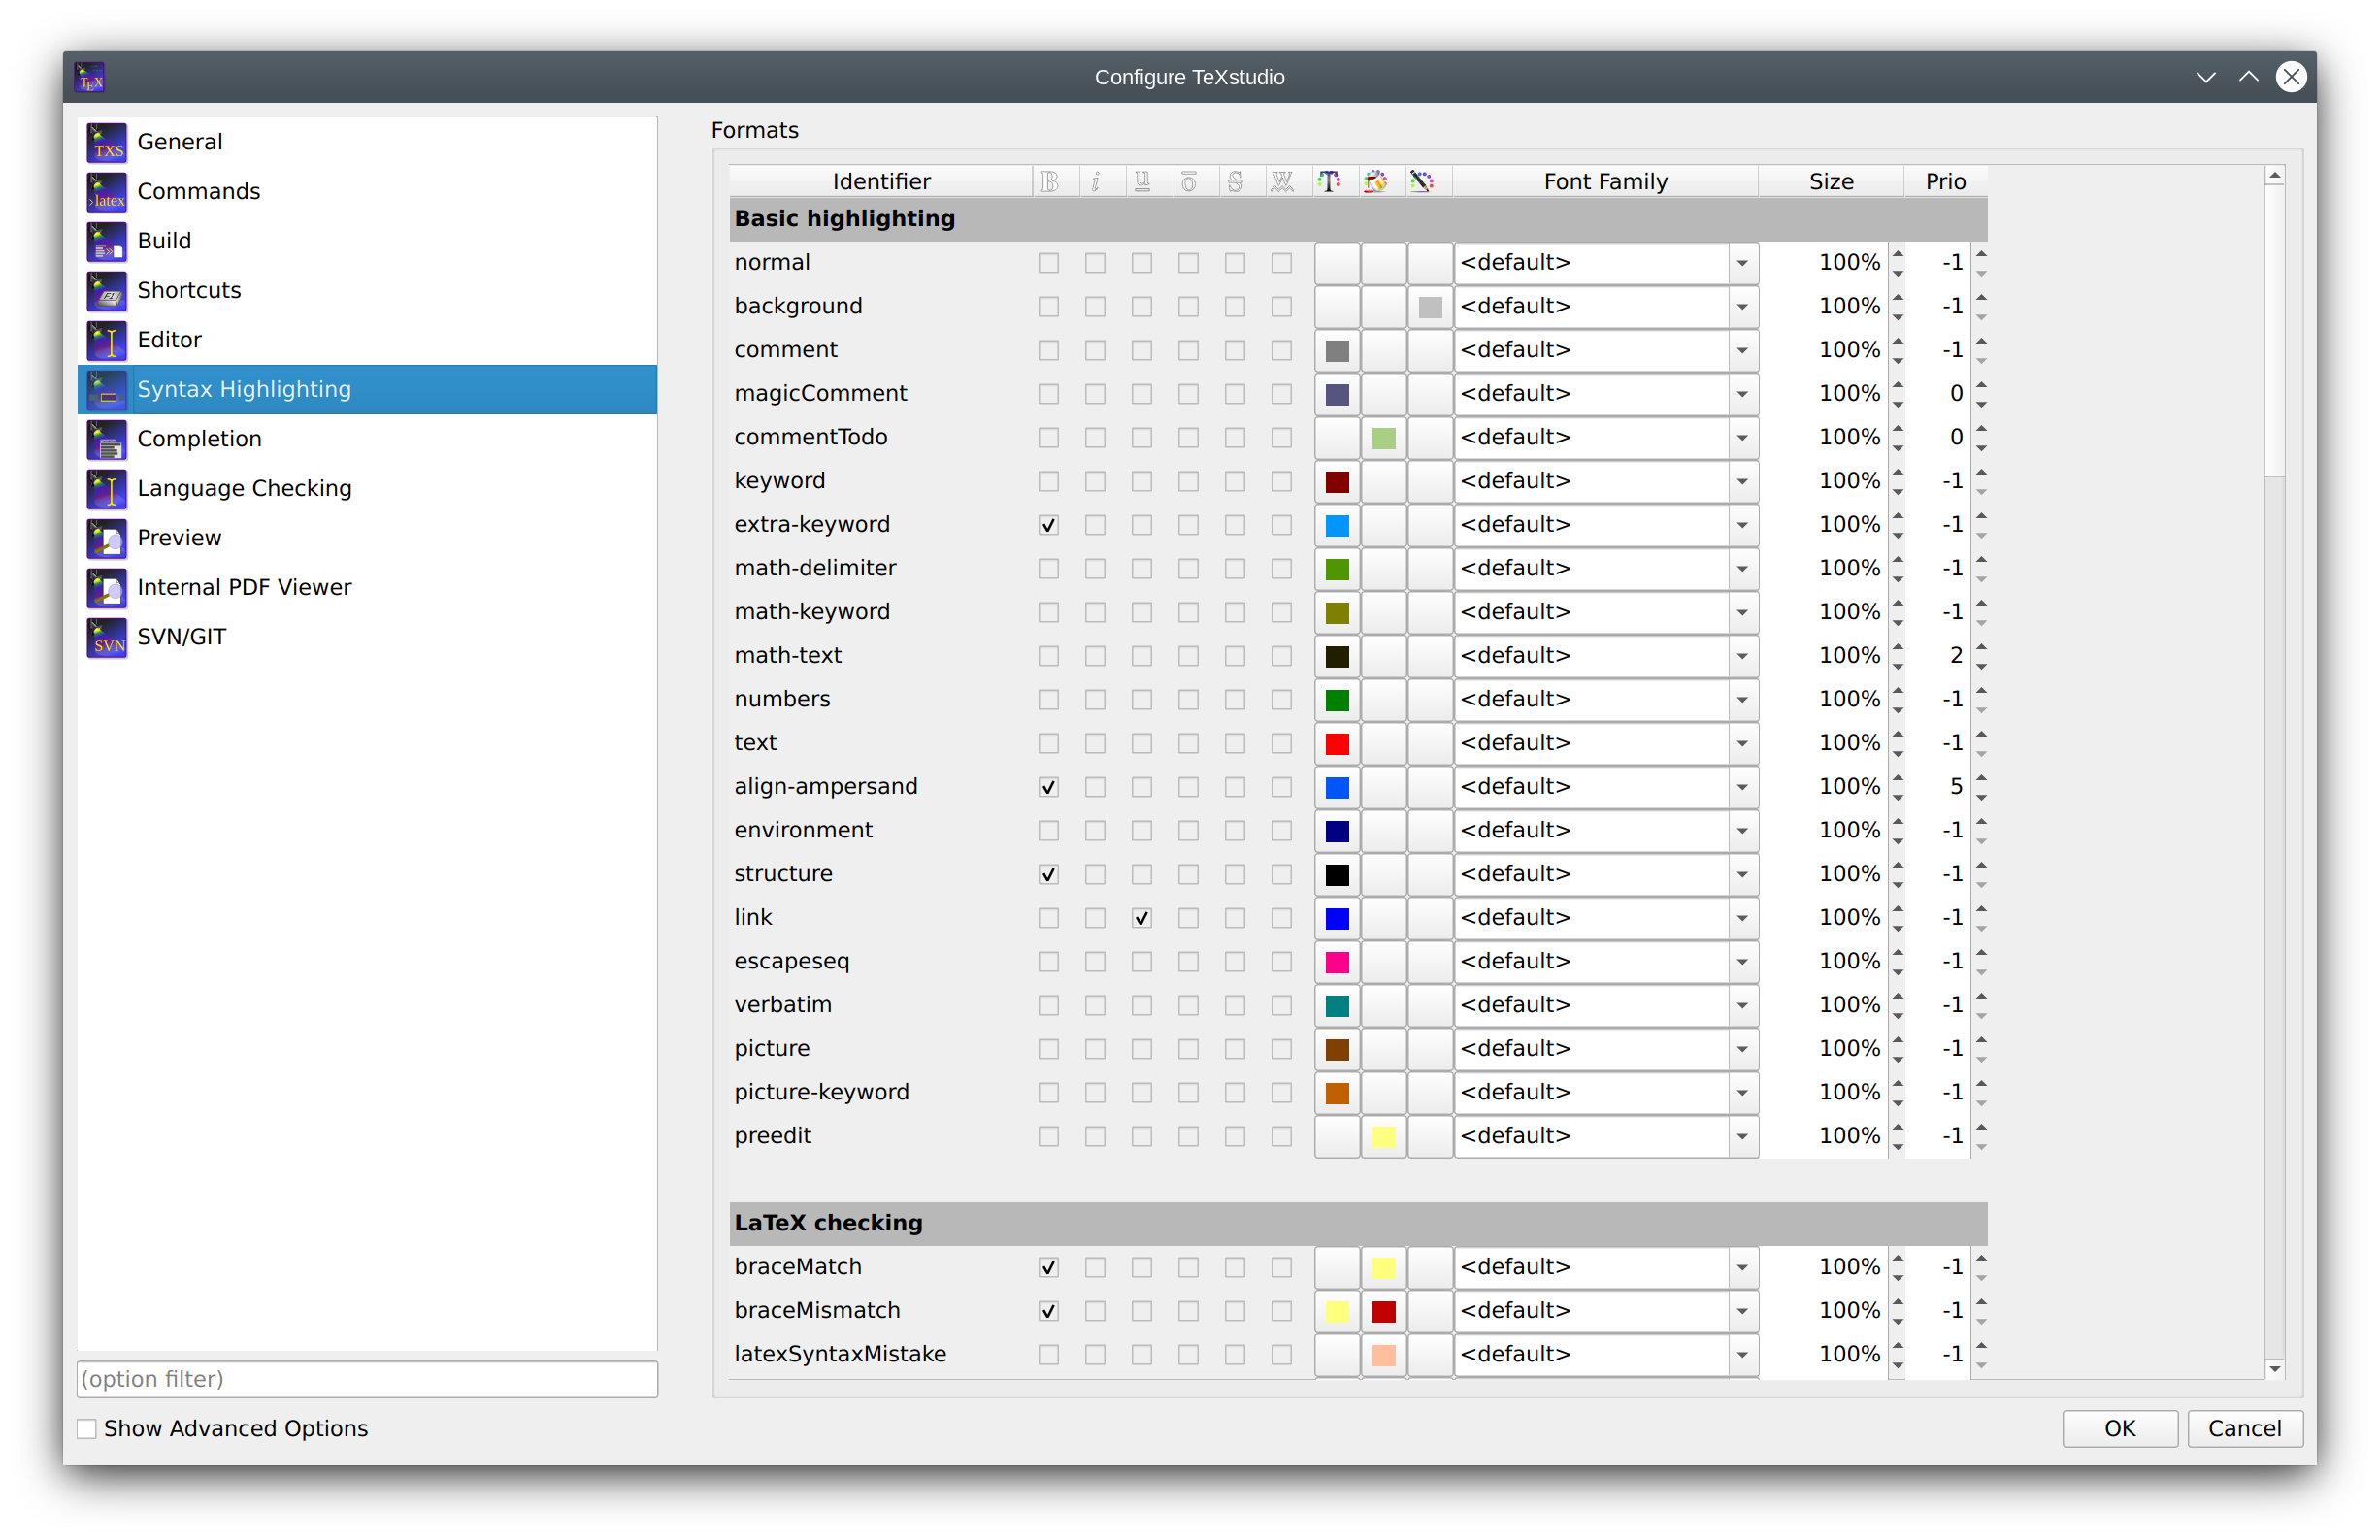 Configure TeXstudio
General
Commands
Build
Shortcuts
Editor
Syntax Highlighting
Completion
Language Checking
Preview
Internal PDF Viewer
SVN/GIT
(option filter)
Show Advanced Options
Formats
Identifier B i u o S W T Font Family Size Prio
Basic highlighting
normal <default> 100% -1
background <default> 100% -1
comment <default> 100% -1
magicComment <default> 100% 0
commentTodo <default> 100% 0
keyword <default> 100% -1
extra-keyword <default> 100% -1
math-delimiter <default> 100% -1
math-keyword <default> 100% -1
math-text <default> 100% 2
numbers <default> 100% -1
text <default> 100% -1
align-ampersand <default> 100% 5
environment <default> 100% -1
structure <default> 100% -1
link <default> 100% -1
escapeseq <default> 100% -1
verbatim <default> 100% -1
picture <default> 100% -1
picture-keyword <default> 100% -1
preedit <default> 100% -1
LaTeX checking
braceMatch <default> 100% -1
braceMismatch <default> 100% -1
latexSyntaxMistake <default> 100% -1
OK Cancel